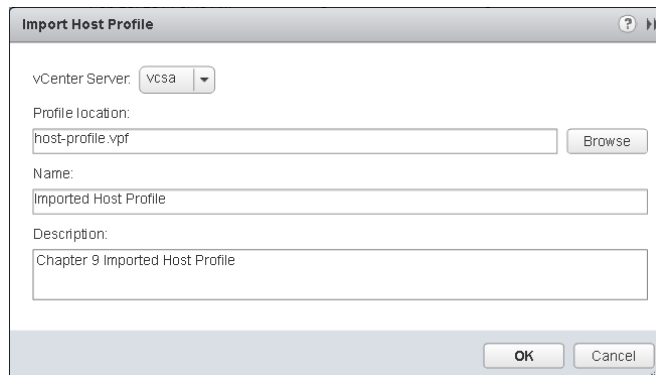 Import Host Profile
?
vCenter Server: vcsa
Profile location:
host-profile.vpf Browse
Name:
Imported Host Profile
Description:
Chapter 9 Imported Host Profile
OK Cancel